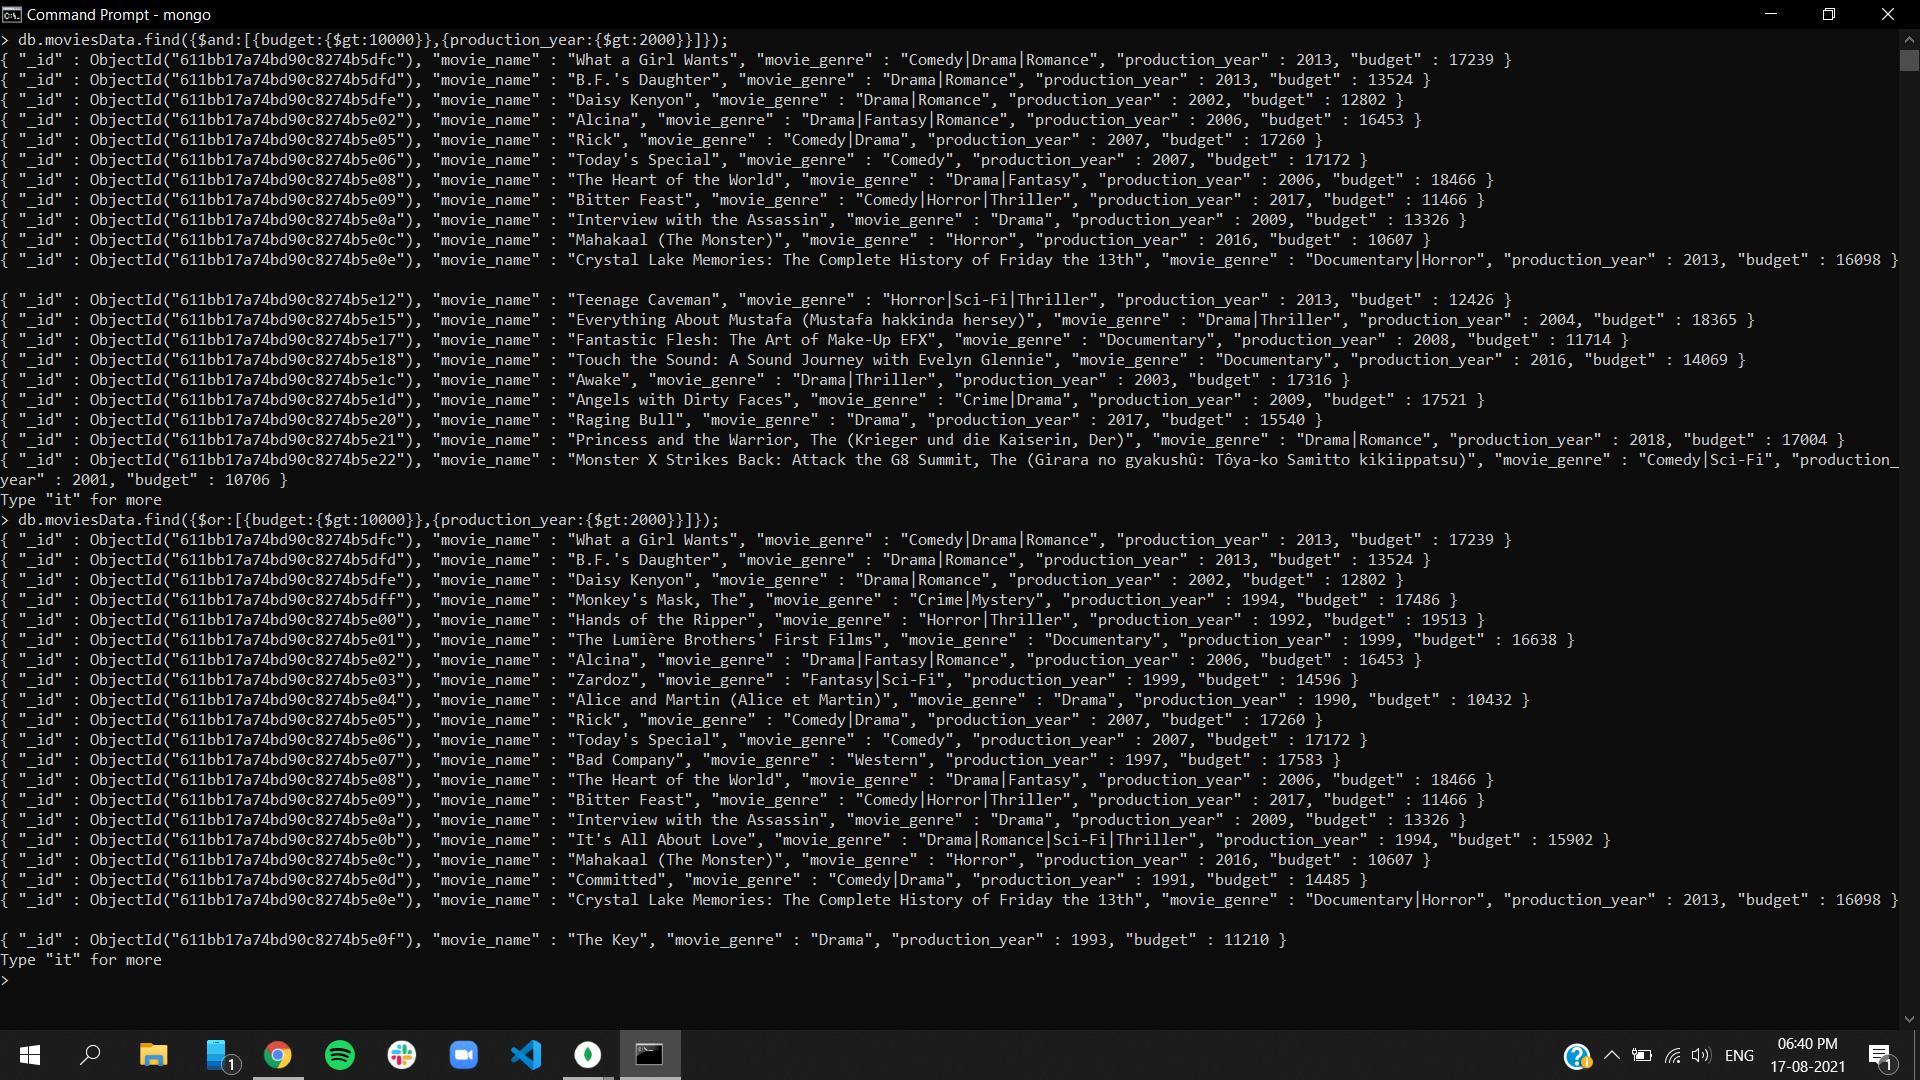 Command Prompt - mongo
> db.moviesData.find({$and:[{budget:{$gt:10000}},{production_year:{$gt:2000}}]});
{ "_id" : ObjectId("611bb17a74bd90c8274b5dfc"), "movie_name" : "What a Girl Wants", "movie_genre" : "Comedy|Drama|Romance", "production_year" : 2013, "budget" : 17239 }
{ "_id" : ObjectId("611bb17a74bd90c8274b5dfd"), "movie_name" : "B.F.'s Daughter", "movie_genre" : "Drama|Romance", "production_year" : 2013, "budget" : 13524 }
{ "_id" : ObjectId("611bb17a74bd90c8274b5dfe"), "movie_name" : "Daisy Kenyon", "movie_genre" : "Drama|Romance", "production_year" : 2002, "budget" : 12802 }
{ "_id" : ObjectId("611bb17a74bd90c8274b5e02"), "movie_name" : "Alcina", "movie_genre" : "Drama|Fantasy|Romance", "production_year" : 2006, "budget" : 16453 }
{ "_id" : ObjectId("611bb17a74bd90c8274b5e05"), "movie_name" : "Rick", "movie_genre" : "Comedy|Drama", "production_year" : 2007, "budget" : 17260 }
{ "_id" : ObjectId("611bb17a74bd90c8274b5e06"), "movie_name" : "Today's Special", "movie_genre" : "Comedy", "production_year" : 2007, "budget" : 17172 }
{ "_id" : ObjectId("611bb17a74bd90c8274b5e08"), "movie_name" : "The Heart of the World", "movie_genre" : "Drama|Fantasy", "production_year" : 2006, "budget" : 18466 }
{ "_id" : ObjectId("611bb17a74bd90c8274b5e09"), "movie_name" : "Bitter Feast", "movie_genre" : "Comedy|Horror|Thriller", "production_year" : 2017, "budget" : 11466 }
{ "_id" : ObjectId("611bb17a74bd90c8274b5e0a"), "movie_name" : "Interview with the Assassin", "movie_genre" : "Drama", "production_year" : 2009, "budget" : 13326 }
{ "_id" : ObjectId("611bb17a74bd90c8274b5e0c"), "movie_name" : "Mahakaal (The Monster)", "movie_genre" : "Horror", "production_year" : 2016, "budget" : 10607 }
{ "_id" : ObjectId("611bb17a74bd90c8274b5e0e"), "movie_name" : "Crystal Lake Memories: The Complete History of Friday the 13th", "movie_genre" : "Documentary|Horror", "production_year" : 2013, "budget" : 16098 }
{ "_id" : ObjectId("611bb17a74bd90c8274b5e12"), "movie_name" : "Teenage Caveman", "movie_genre" : "Horror|Sci-Fi|Thriller", "production_year" : 2013, "budget" : 12426 }
{ "_id" : ObjectId("611bb17a74bd90c8274b5e15"), "movie_name" : "Everything About Mustafa (Mustafa hakkinda hersey)", "movie_genre" : "Drama|Thriller", "production_year" : 2004, "budget" : 18365 }
{ "_id" : ObjectId("611bb17a74bd90c8274b5e17"), "movie_name" : "Fantastic Flesh: The Art of Make-Up EFX", "movie_genre" : "Documentary", "production_year" : 2008, "budget" : 11714 }
{ "_id" : ObjectId("611bb17a74bd90c8274b5e18"), "movie_name" : "Touch the Sound: A Sound Journey with Evelyn Glennie", "movie_genre" : "Documentary", "production_year" : 2016, "budget" : 14069 }
{ "_id" : ObjectId("611bb17a74bd90c8274b5e1c"), "movie_name" : "Awake", "movie_genre" : "Drama|Thriller", "production_year" : 2003, "budget" : 17316 }
{ "_id" : ObjectId("611bb17a74bd90c8274b5e1d"), "movie_name" : "Angels with Dirty Faces", "movie_genre" : "Crime|Drama", "production_year" : 2009, "budget" : 17521 }
{ "_id" : ObjectId("611bb17a74bd90c8274b5e20"), "movie_name" : "Raging Bull", "movie_genre" : "Drama", "production_year" : 2017, "budget" : 15540 }
{ "_id" : ObjectId("611bb17a74bd90c8274b5e21"), "movie_name" : "Princess and the Warrior, The (Krieger und die Kaiserin, Der)", "movie_genre" : "Drama|Romance", "production_year" : 2018, "budget" : 17004 }
{ "_id" : ObjectId("611bb17a74bd90c8274b5e22"), "movie_name" : "Monster X Strikes Back: Attack the G8 Summit, The (Girara no gyakushû: Tôya-ko Samitto kikiippatsu)", "movie_genre" : "Comedy|Sci-Fi", "production_
year" : 2001, "budget" : 10706 }
Type "it" for more
> db.moviesData.find({$or:[{budget:{$gt:10000}},{production_year:{$gt:2000}}]});
{ "_id" : ObjectId("611bb17a74bd90c8274b5dfc"), "movie_name" : "What a Girl Wants", "movie_genre" : "Comedy|Drama|Romance", "production_year" : 2013, "budget" : 17239 }
{ "_id" : ObjectId("611bb17a74bd90c8274b5dfd"), "movie_name" : "B.F.'s Daughter", "movie_genre" : "Drama|Romance", "production_year" : 2013, "budget" : 13524 }
{ "_id" : ObjectId("611bb17a74bd90c8274b5dfe"), "movie_name" : "Daisy Kenyon", "movie_genre" : "Drama|Romance", "production_year" : 2002, "budget" : 12802 }
{ "_id" : ObjectId("611bb17a74bd90c8274b5dff"), "movie_name" : "Monkey's Mask, The", "movie_genre" : "Crime|Mystery", "production_year" : 1994, "budget" : 17486 }
{ "_id" : ObjectId("611bb17a74bd90c8274b5e00"), "movie_name" : "Hands of the Ripper", "movie_genre" : "Horror|Thriller", "production_year" : 1992, "budget" : 19513 }
{ "_id" : ObjectId("611bb17a74bd90c8274b5e01"), "movie_name" : "The Lumière Brothers' First Films", "movie_genre" : "Documentary", "production_year" : 1999, "budget" : 16638 }
{ "_id" : ObjectId("611bb17a74bd90c8274b5e02"), "movie_name" : "Alcina", "movie_genre" : "Drama|Fantasy|Romance", "production_year" : 2006, "budget" : 16453 }
{ "_id" : ObjectId("611bb17a74bd90c8274b5e03"), "movie_name" : "Zardoz", "movie_genre" : "Fantasy|Sci-Fi", "production_year" : 1999, "budget" : 14596 }
{ "_id" : ObjectId("611bb17a74bd90c8274b5e04"), "movie_name" : "Alice and Martin (Alice et Martin)", "movie_genre" : "Drama", "production_year" : 1990, "budget" : 10432 }
{ "_id" : ObjectId("611bb17a74bd90c8274b5e05"), "movie_name" : "Rick", "movie_genre" : "Comedy|Drama", "production_year" : 2007, "budget" : 17260 }
{ "_id" : ObjectId("611bb17a74bd90c8274b5e06"), "movie_name" : "Today's Special", "movie_genre" : "Comedy", "production_year" : 2007, "budget" : 17172 }
{ "_id" : ObjectId("611bb17a74bd90c8274b5e07"), "movie_name" : "Bad Company", "movie_genre" : "Western", "production_year" : 1997, "budget" : 17583 }
{ "_id" : ObjectId("611bb17a74bd90c8274b5e08"), "movie_name" : "The Heart of the World", "movie_genre" : "Drama|Fantasy", "production_year" : 2006, "budget" : 18466 }
{ "_id" : ObjectId("611bb17a74bd90c8274b5e09"), "movie_name" : "Bitter Feast", "movie_genre" : "Comedy|Horror|Thriller", "production_year" : 2017, "budget" : 11466 }
{ "_id" : ObjectId("611bb17a74bd90c8274b5e0a"), "movie_name" : "Interview with the Assassin", "movie_genre" : "Drama", "production_year" : 2009, "budget" : 13326 }
{ "_id" : ObjectId("611bb17a74bd90c8274b5e0b"), "movie_name" : "It's All About Love", "movie_genre" : "Drama|Romance|Sci-Fi|Thriller", "production_year" : 1994, "budget" : 15902 }
{ "_id" : ObjectId("611bb17a74bd90c8274b5e0c"), "movie_name" : "Mahakaal (The Monster)", "movie_genre" : "Horror", "production_year" : 2016, "budget" : 10607 }
{ "_id" : ObjectId("611bb17a74bd90c8274b5e0d"), "movie_name" : "Committed", "movie_genre" : "Comedy|Drama", "production_year" : 1991, "budget" : 14485 }
{ "_id" : ObjectId("611bb17a74bd90c8274b5e0e"), "movie_name" : "Crystal Lake Memories: The Complete History of Friday the 13th", "movie_genre" : "Documentary|Horror", "production_year" : 2013, "budget" : 16098 }
{ "_id" : ObjectId("611bb17a74bd90c8274b5e0f"), "movie_name" : "The Key", "movie_genre" : "Drama", "production_year" : 1993, "budget" : 11210 }
Type "it" for more
>
1
ENG
06:40 PM
17-08-2021
1